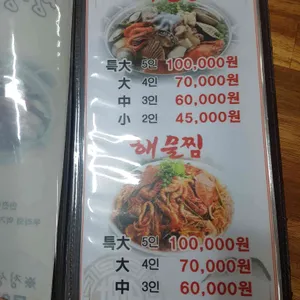 특大 5인 100,000원
大 4인 70,000원
中 3인 60,000원
小 2인 45,000원
해물찜
특大 5인 100,000원
大 4인 70,000원
中 3인 60,000원